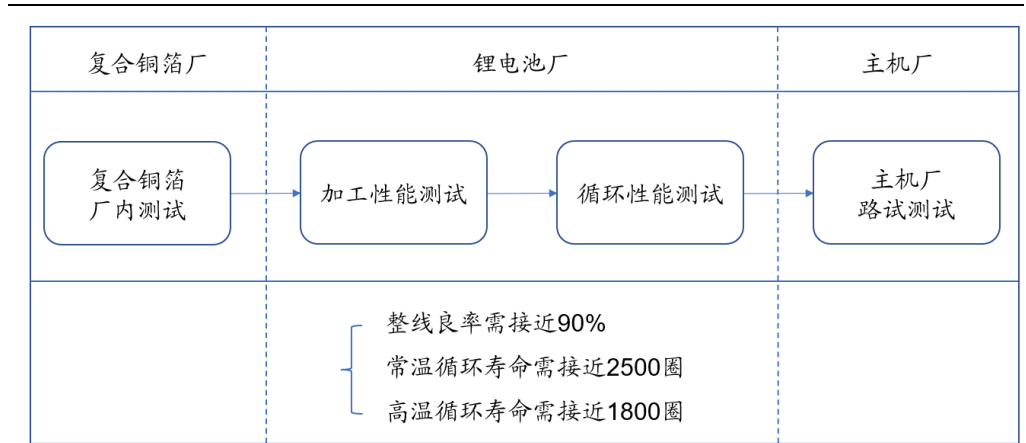 复合铜箔厂
锂电池厂
主机厂
复合铜箔
厂内测试
加工性能测试
循环性能测试
主机厂
路试测试
整线良率需接近90%
常温循环寿命需接近2500圈
高温循环寿命需接近1800圈